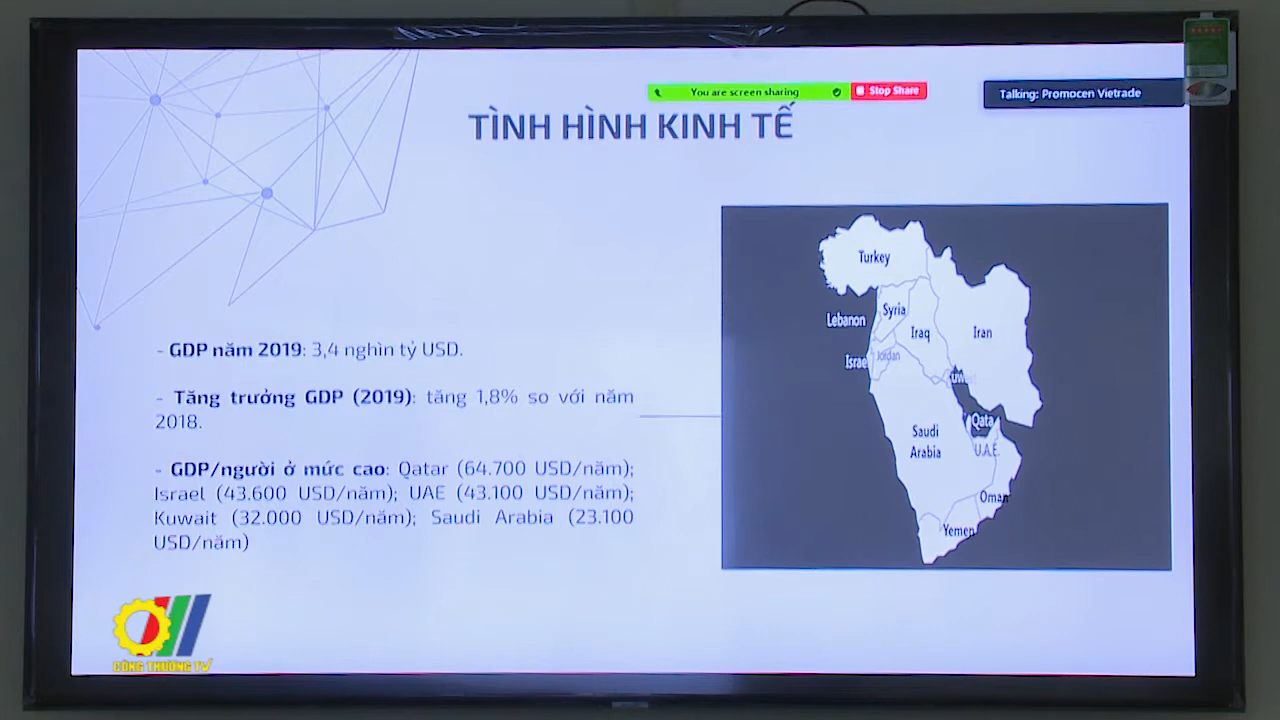 You are screen sharing
Stop Share
Talking: Promocen Vietrade
TÌNH HÌNH KINH TẾ
- GDP năm 2019: 3,4 nghìn tỷ USD.
- Tăng trưởng GDP (2019): tăng 1,8% so với năm
2018.
- GDP/người ở mức cao: Qatar (64.700 USD/năm);
Israel (43.600 USD/năm); UAE (43.100 USD/năm);
Kuwait (32.000 USD/năm); Saudi Arabia (23.100
USD/năm)
Turkey
Syria
Lebanon
Iraq
Iran
Israe
Jordan
Kuwa
Qata
Saudi
Arabia
U.A.E.
Oman
Yemen
CÔNG THƯƠNG TV